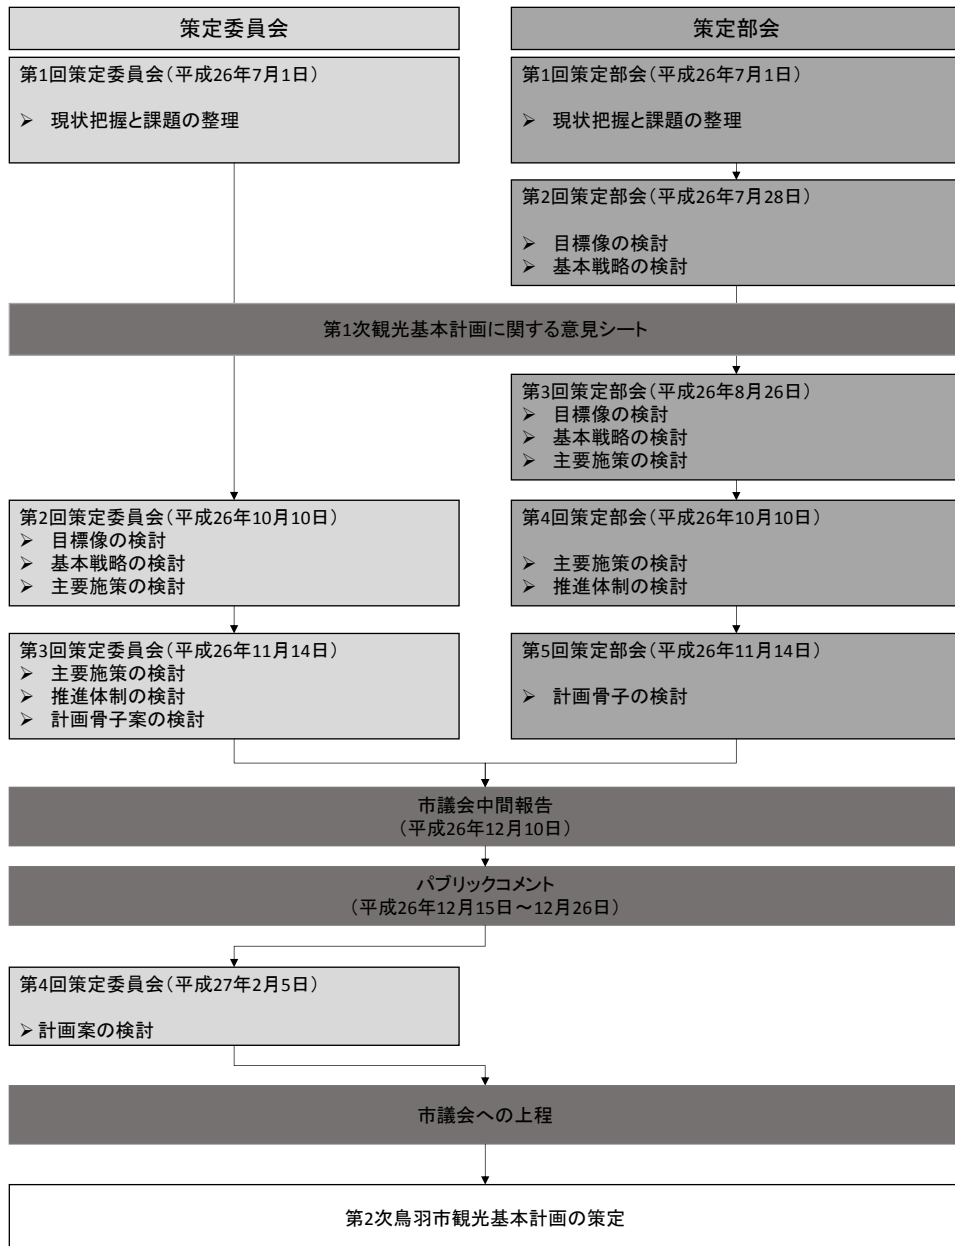 策定委員会
策定部会
第1回策定委員会(平成26年7月1日)
➢ 現状把握と課題の整理
第1回策定部会(平成26年7月1日)
➢ 現状把握と課題の整理
第2回策定部会(平成26年7月28日)
➢ 目標像の検討
➢ 基本戦略の検討
第1次観光基本計画に関する意見シート
第3回策定部会(平成26年8月26日)
➢ 目標像の検討
➢ 基本戦略の検討
➢ 主要施策の検討
第2回策定委員会(平成26年10月10日)
➢ 目標像の検討
➢ 基本戦略の検討
➢ 主要施策の検討
第4回策定部会(平成26年10月10日)
➢ 主要施策の検討
➢ 推進体制の検討
第3回策定委員会(平成26年11月14日)
➢ 主要施策の検討
➢ 推進体制の検討
➢ 計画骨子案の検討
第5回策定部会(平成26年11月14日)
➢ 計画骨子の検討
市議会中間報告
(平成26年12月10日)
パブリックコメント
(平成26年12月15日~12月26日)
第4回策定委員会(平成27年2月5日)
➢ 計画案の検討
市議会への上程
第2次鳥羽市観光基本計画の策定